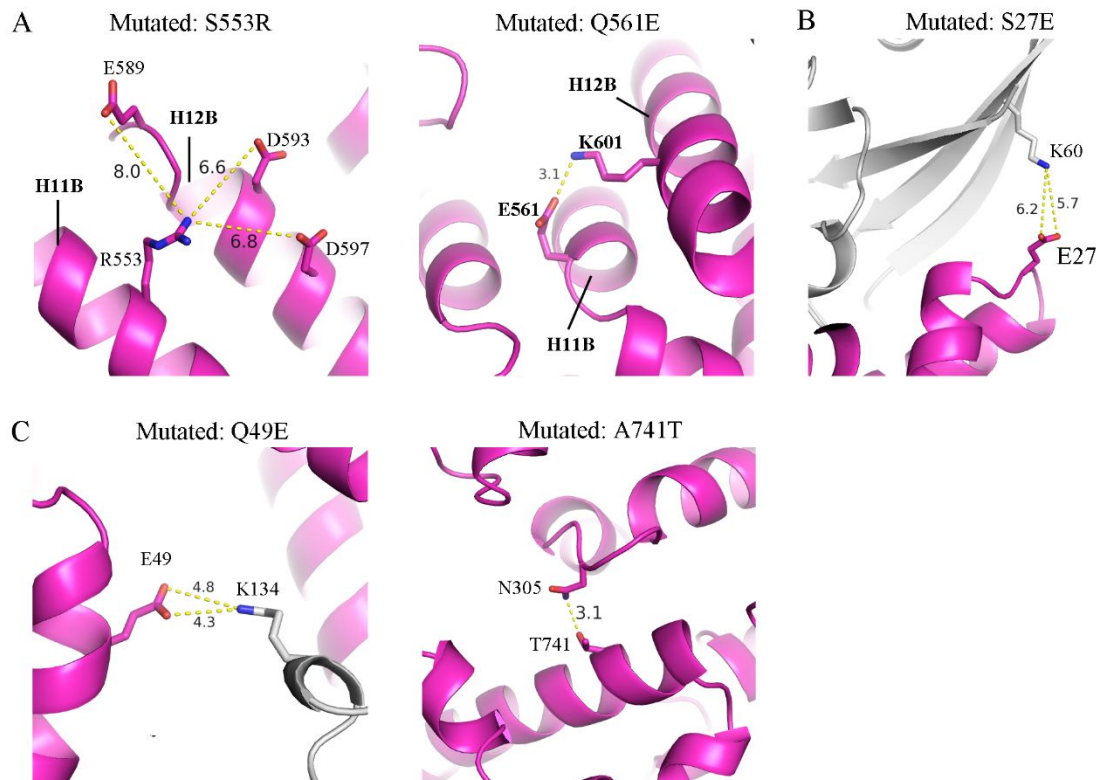 A
Mutated: S553R
E589
H12B
D593
8.0
6.6
H11B
R553
6.8
D597
Mutated: Q561E
H12B
K601
3.1
E561
H11B
B
Mutated: S27E
K60
6.2
5.7
E27
C
Mutated: Q49E
E49
4.8
K134
4.3
Mutated: A741T
N305
3.1
T741